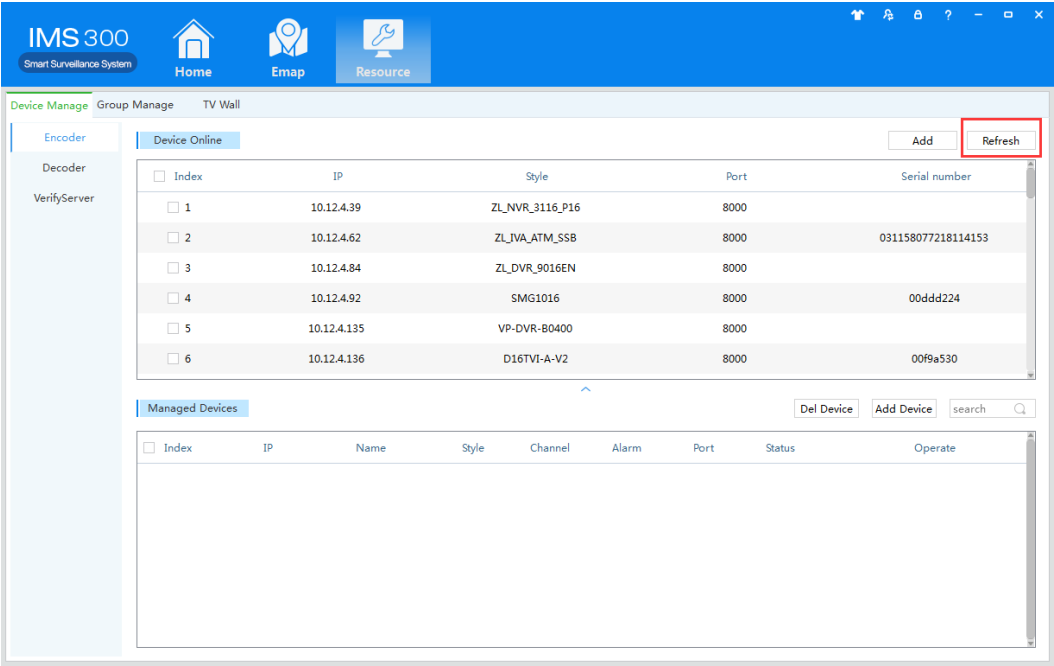 IMS 300
Smart Surveillance System
Home
Emap
Resource
?
Device Manage Group Manage TV Wall
Encoder
Decoder
VerifyServer
Device Online
Add
Refresh
Index IP Style Port Serial number
1 10.12.4.39 ZL_NVR_3116_P16 8000
2 10.12.4.62 ZL_IVA_ATM_SSB 8000 031158077218114153
3 10.12.4.84 ZL_DVR_9016EN 8000
4 10.12.4.92 SMG1016 8000 00ddd224
5 10.12.4.135 VP-DVR-B0400 8000
6 10.12.4.136 D16TVI-A-V2 8000 00f9a530
Managed Devices
Del Device
Add Device
search
Index IP Name Style Channel Alarm Port Status Operate